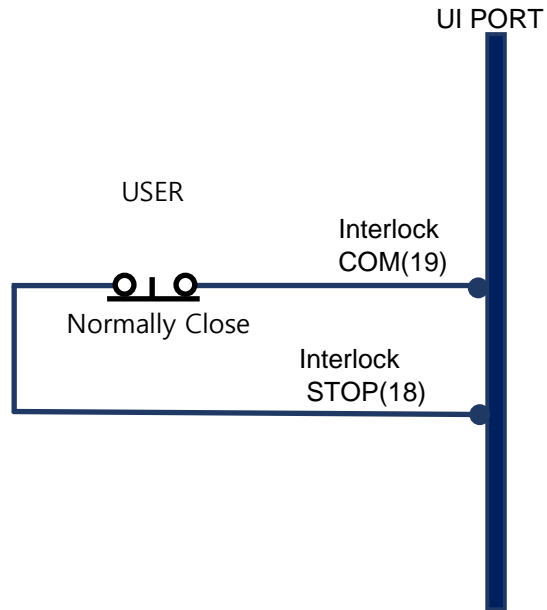 UI PORT
USER
Interlock
COM(19)
Normally Close
Interlock
STOP(18)